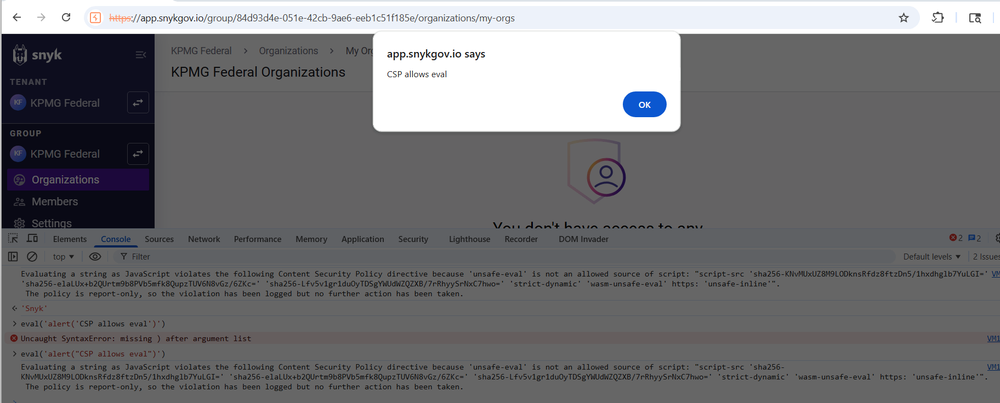 https://app.snykgov.io/group/84d93d4e-051e-42cb-9ae6-eeb1c51f185e/organizations/my-orgs
snyk
TENANT
KF KPMG Federal
GROUP
KF KPMG Federal
Organizations
Members
Settings
KPMG Federal > Organizations > My Org
KPMG Federal Organizations
app.snykgov.io says
CSP allows eval
OK
You don't have access to any
Elements Console Sources Network Performance Memory Application Security Lighthouse Recorder DOM Invader 2 2
top Filter Default levels 2 Issues
Evaluating a string as JavaScript violates the following Content Security Policy directive because 'unsafe-eval' is not an allowed source of script: "script-src 'sha256-KNvMUxUZ8M9LODknsRfdz8ftzDn5/1hxdhglb7YuLGI=' VM
'sha256-elaLUx+b2QUrtm9b8PVb5mfk8QupzTUV6N8vGz/6ZKc=' 'sha256-Lfv5v1gr1duOyTDSgYWUdWZQZXB/7rRhyySrNxC7hwo=' 'strict-dynamic' 'wasm-unsafe-eval' https: 'unsafe-inline'".
The policy is report-only, so the violation has been logged but no further action has been taken.
'Snyk'
> eval('alert('CSP allows eval')')
Uncaught SyntaxError: missing ) after argument list VM1
> eval('alert("CSP allows eval")')
Evaluating a string as JavaScript violates the following Content Security Policy directive because 'unsafe-eval' is not an allowed source of script: "script-src 'sha256- VM1
KNvMUxUZ8M9LODknsRfdz8ftzDn5/1hxdhglb7YuLGI=' 'sha256-elaLUx+b2QUrtm9b8PVb5mfk8QupzTUV6N8vGz/6ZKc=' 'sha256-Lfv5v1gr1duOyTDSgYWUdWZQZXB/7rRhyySrNxC7hwo=' 'strict-dynamic' 'wasm-unsafe-eval' https: 'unsafe-inline'".
The policy is report-only, so the violation has been logged but no further action has been taken.